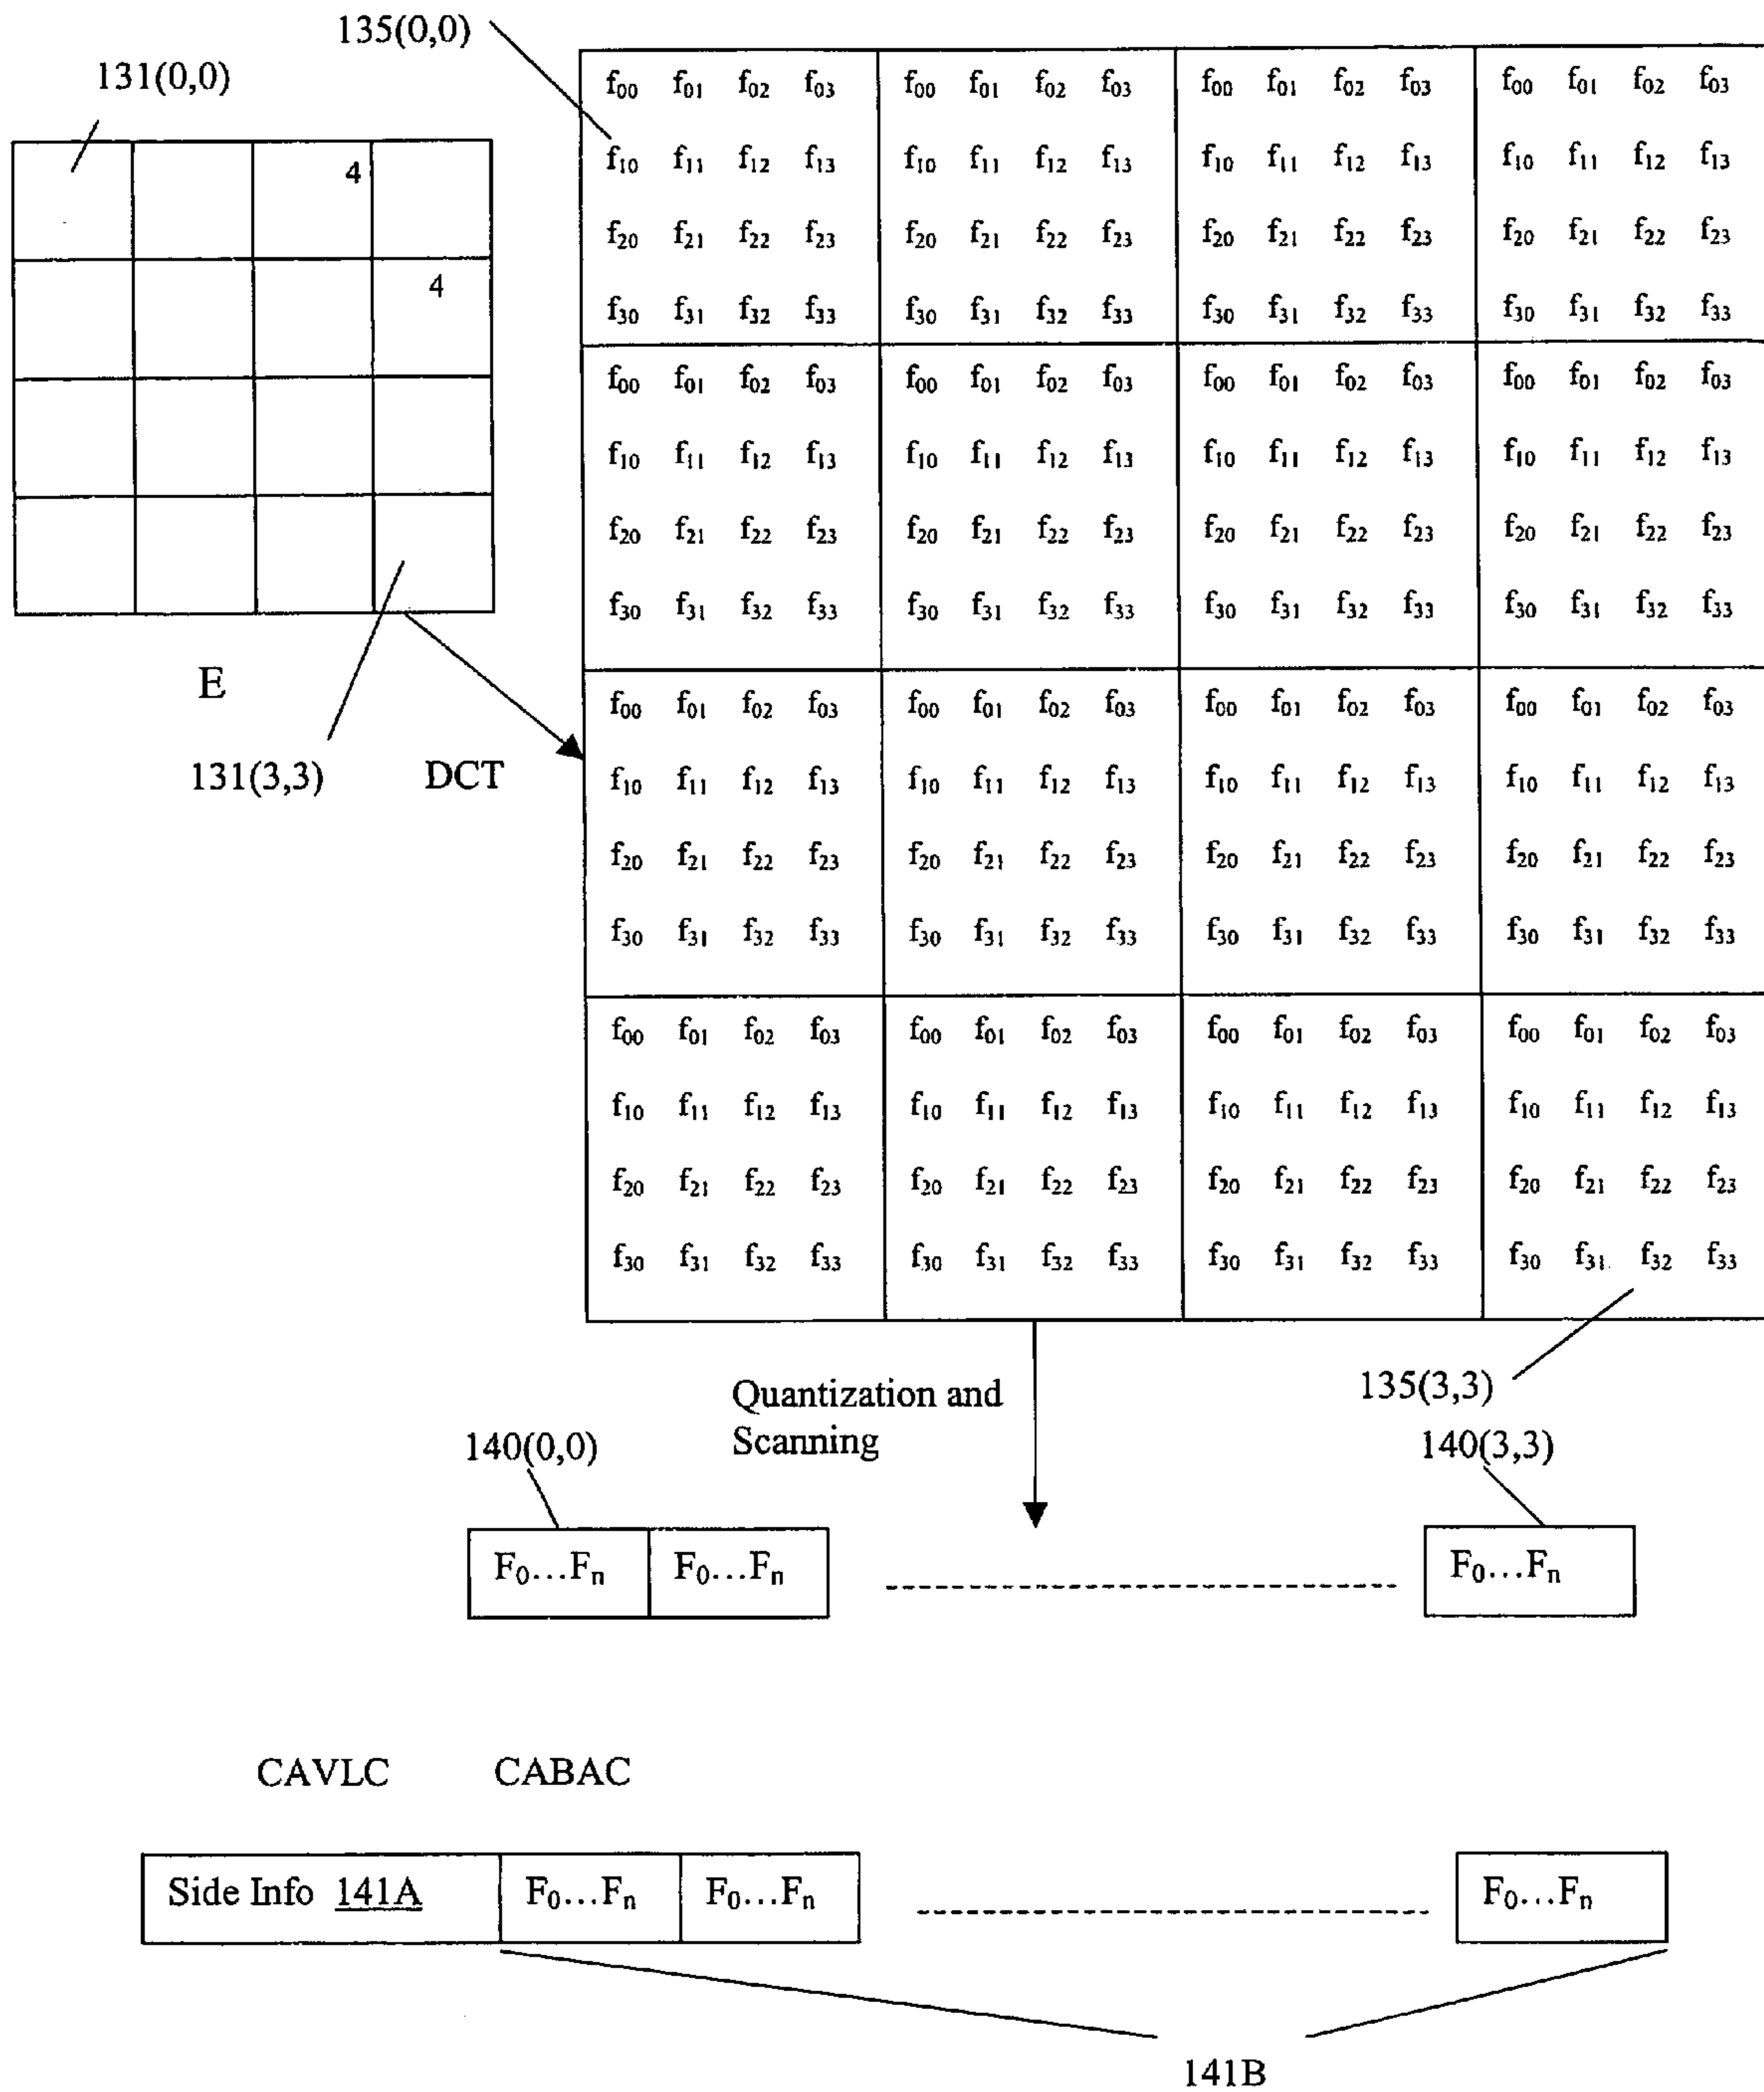 135(0,0)
131(0,0)
4
4
E
131(3,3)
DCT
f00 f01 f02 f03 f00 f01 f02 f03 f00 f01 f02 f03 f00 f01 f02 f03
f10 f11 f12 f13 f10 f11 f12 f13 f10 f11 f12 f13 f10 f11 f12 f13
f20 f21 f22 f23 f20 f21 f22 f23 f20 f21 f22 f23 f20 f21 f22 f23
f30 f31 f32 f33 f30 f31 f32 f33 f30 f31 f32 f33 f30 f31 f32 f33
f00 f01 f02 f03 f00 f01 f02 f03 f00 f01 f02 f03 f00 f01 f02 f03
f10 f11 f12 f13 f10 f11 f12 f13 f10 f11 f12 f13 f10 f11 f12 f13
f20 f21 f22 f23 f20 f21 f22 f23 f20 f21 f22 f23 f20 f21 f22 f23
f30 f31 f32 f33 f30 f31 f32 f33 f30 f31 f32 f33 f30 f31 f32 f33
f00 f01 f02 f03 f00 f01 f02 f03 f00 f01 f02 f03 f00 f01 f02 f03
f10 f11 f12 f13 f10 f11 f12 f13 f10 f11 f12 f13 f10 f11 f12 f13
f20 f21 f22 f23 f20 f21 f22 f23 f20 f21 f22 f23 f20 f21 f22 f23
f30 f31 f32 f33 f30 f31 f32 f33 f30 f31 f32 f33 f30 f31 f32 f33
f00 f01 f02 f03 f00 f01 f02 f03 f00 f01 f02 f03 f00 f01 f02 f03
f10 f11 f12 f13 f10 f11 f12 f13 f10 f11 f12 f13 f10 f11 f12 f13
f20 f21 f22 f23 f20 f21 f22 f23 f20 f21 f22 f23 f20 f21 f22 f23
f30 f31 f32 f33 f30 f31 f32 f33 f30 f31 f32 f33 f30 f31 f32 f33
135(3,3)
Quantization and
Scanning
140(0,0)
140(3,3)
F0...Fn F0...Fn F0...Fn
CAVLC CABAC
Side Info 141A F0...Fn F0...Fn F0...Fn
141B